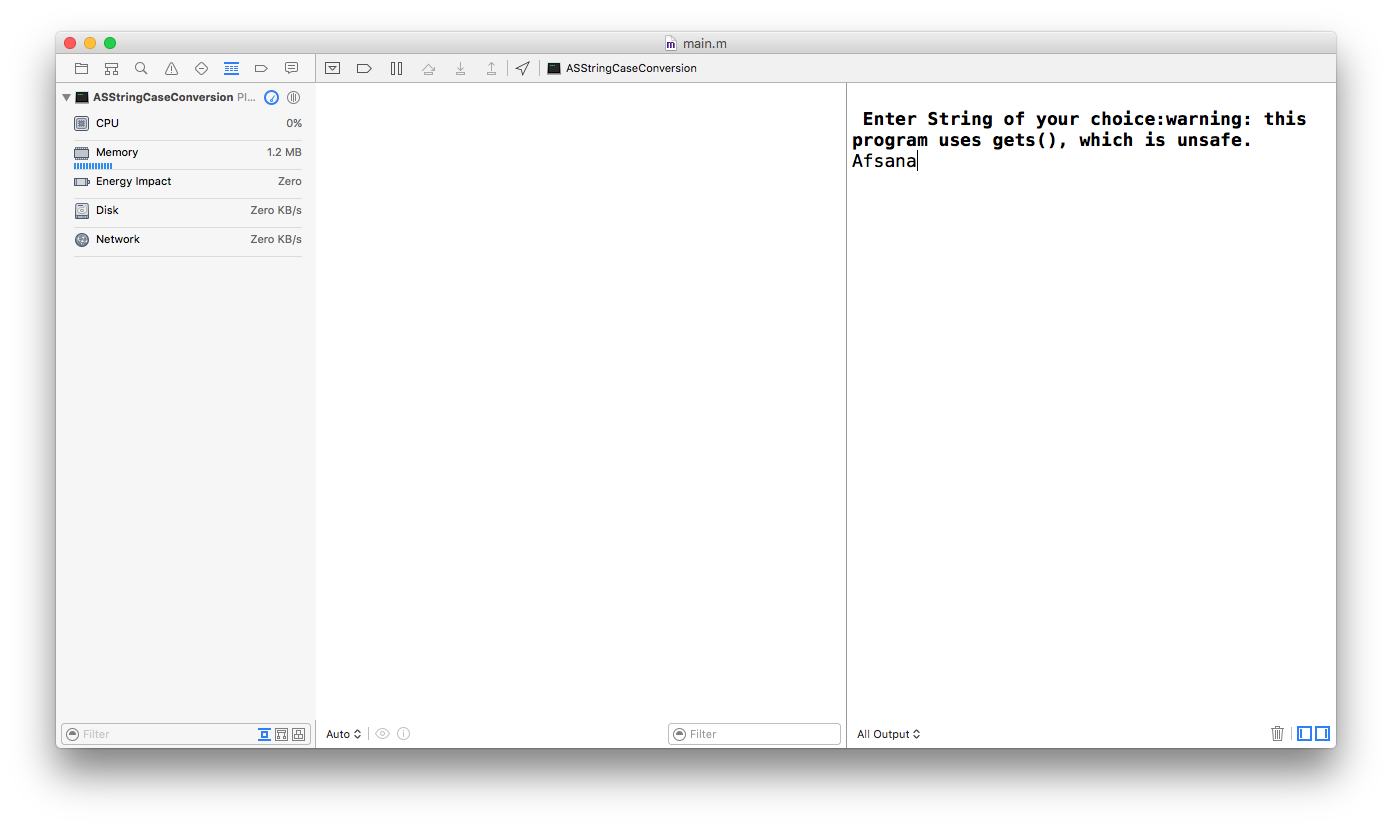 main.m
ASStringCaseConversion
ASStringCaseConversion PI...
CPU 0%
Memory 1.2 MB
Energy Impact Zero
Disk Zero KB/s
Network Zero KB/s
Enter String of your choice:warning: this
program uses gets(), which is unsafe.
Afsana
Filter
Auto
Filter
All Output